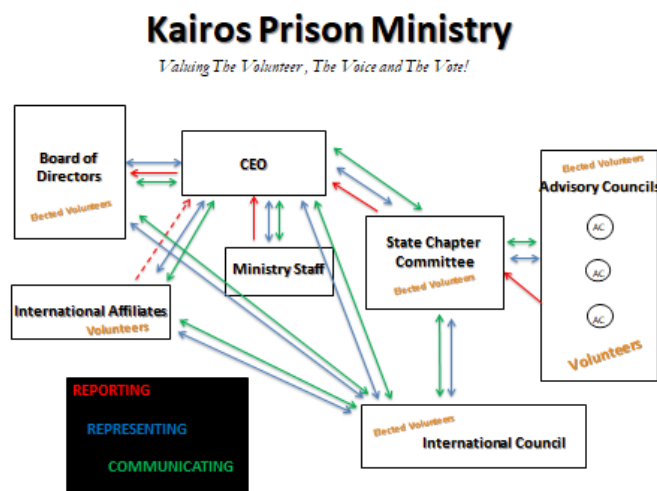 Kairos Prison Ministry
Valuing The Volunteer , The Voice and The Vote!
Board of
Directors
Elected Volunteers
CEO
Elected Volunteers
Advisory Councils
AC
AC
AC
Volunteers
State Chapter
Committee
Elected Volunteers
Ministry Staff
International Affiliates
Volunteers
REPORTING
REPRESENTING
COMMUNICATING
Elected Volunteers
International Council